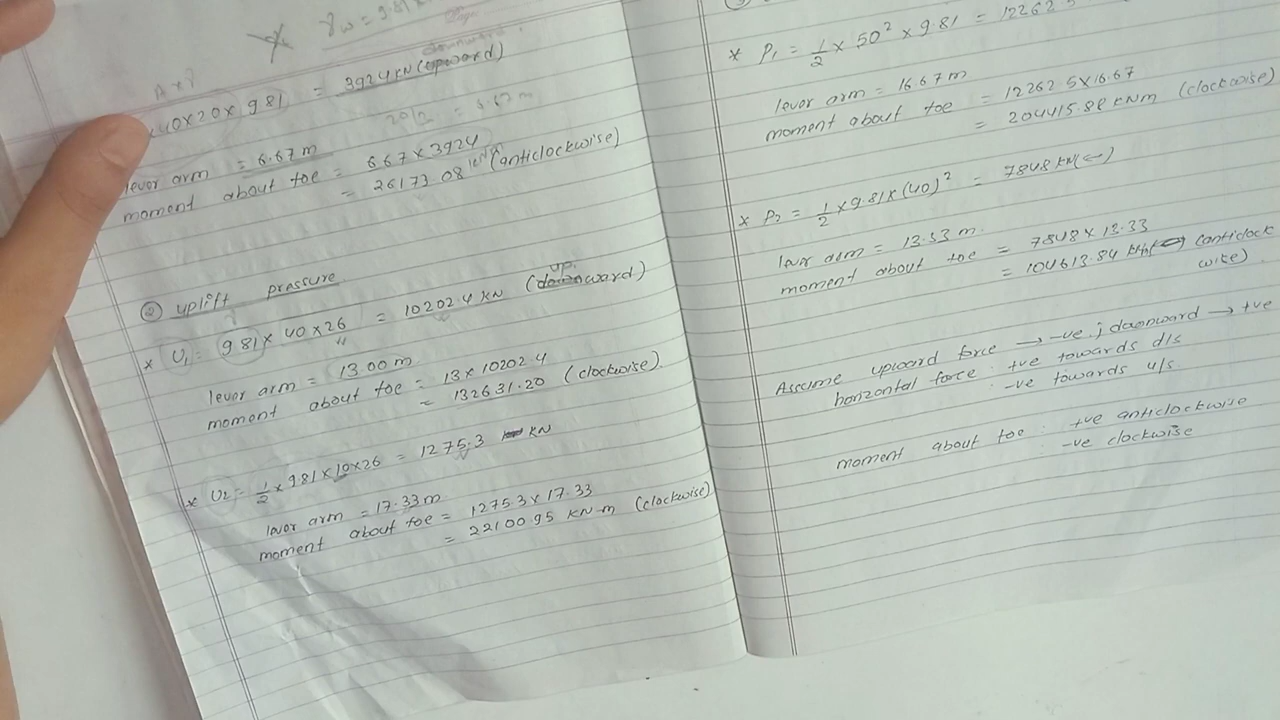 γw = 9.81
A × P
40×20×9.81 = 3924 KN (upward)
downward
20/2 = 6.67 m
lever arm = 6.67 m
moment about toe = 6.67 × 3924
= 26173.08 KNm (anticlockwise)
② uplift pressure
* U1 = 9.81 × 40 × 26 = 10202.4 KN (downward)
up
lever arm = 13.00 m
moment about toe = 13 × 10202.4
= 132631.20 (clockwise).
* U2 = 1/2 × 9.81 × 10 × 26 = 1275.3 KN
lever arm = 17.33 m
moment about toe = 1275.3 × 17.33
= 22100.95 KN-m (clockwise)
* P1 = 1/2 × 50² × 9.81 = 12262.5
lever arm = 16.67 m
moment about toe = 12262.5 × 16.67
= 204415.88 KNm (clockwise)
* P2 = 1/2 × 9.81 × (40)² = 7848 KN (←)
lever arm = 13.33 m
moment about toe = 7848 × 13.33
= 104613.84 KNm (anticlock
wise)
Assume upward force → -ve ; downward → +ve
horizontal force : +ve towards d/s
: -ve towards u/s
moment about toe : +ve anticlockwise
: -ve clockwise